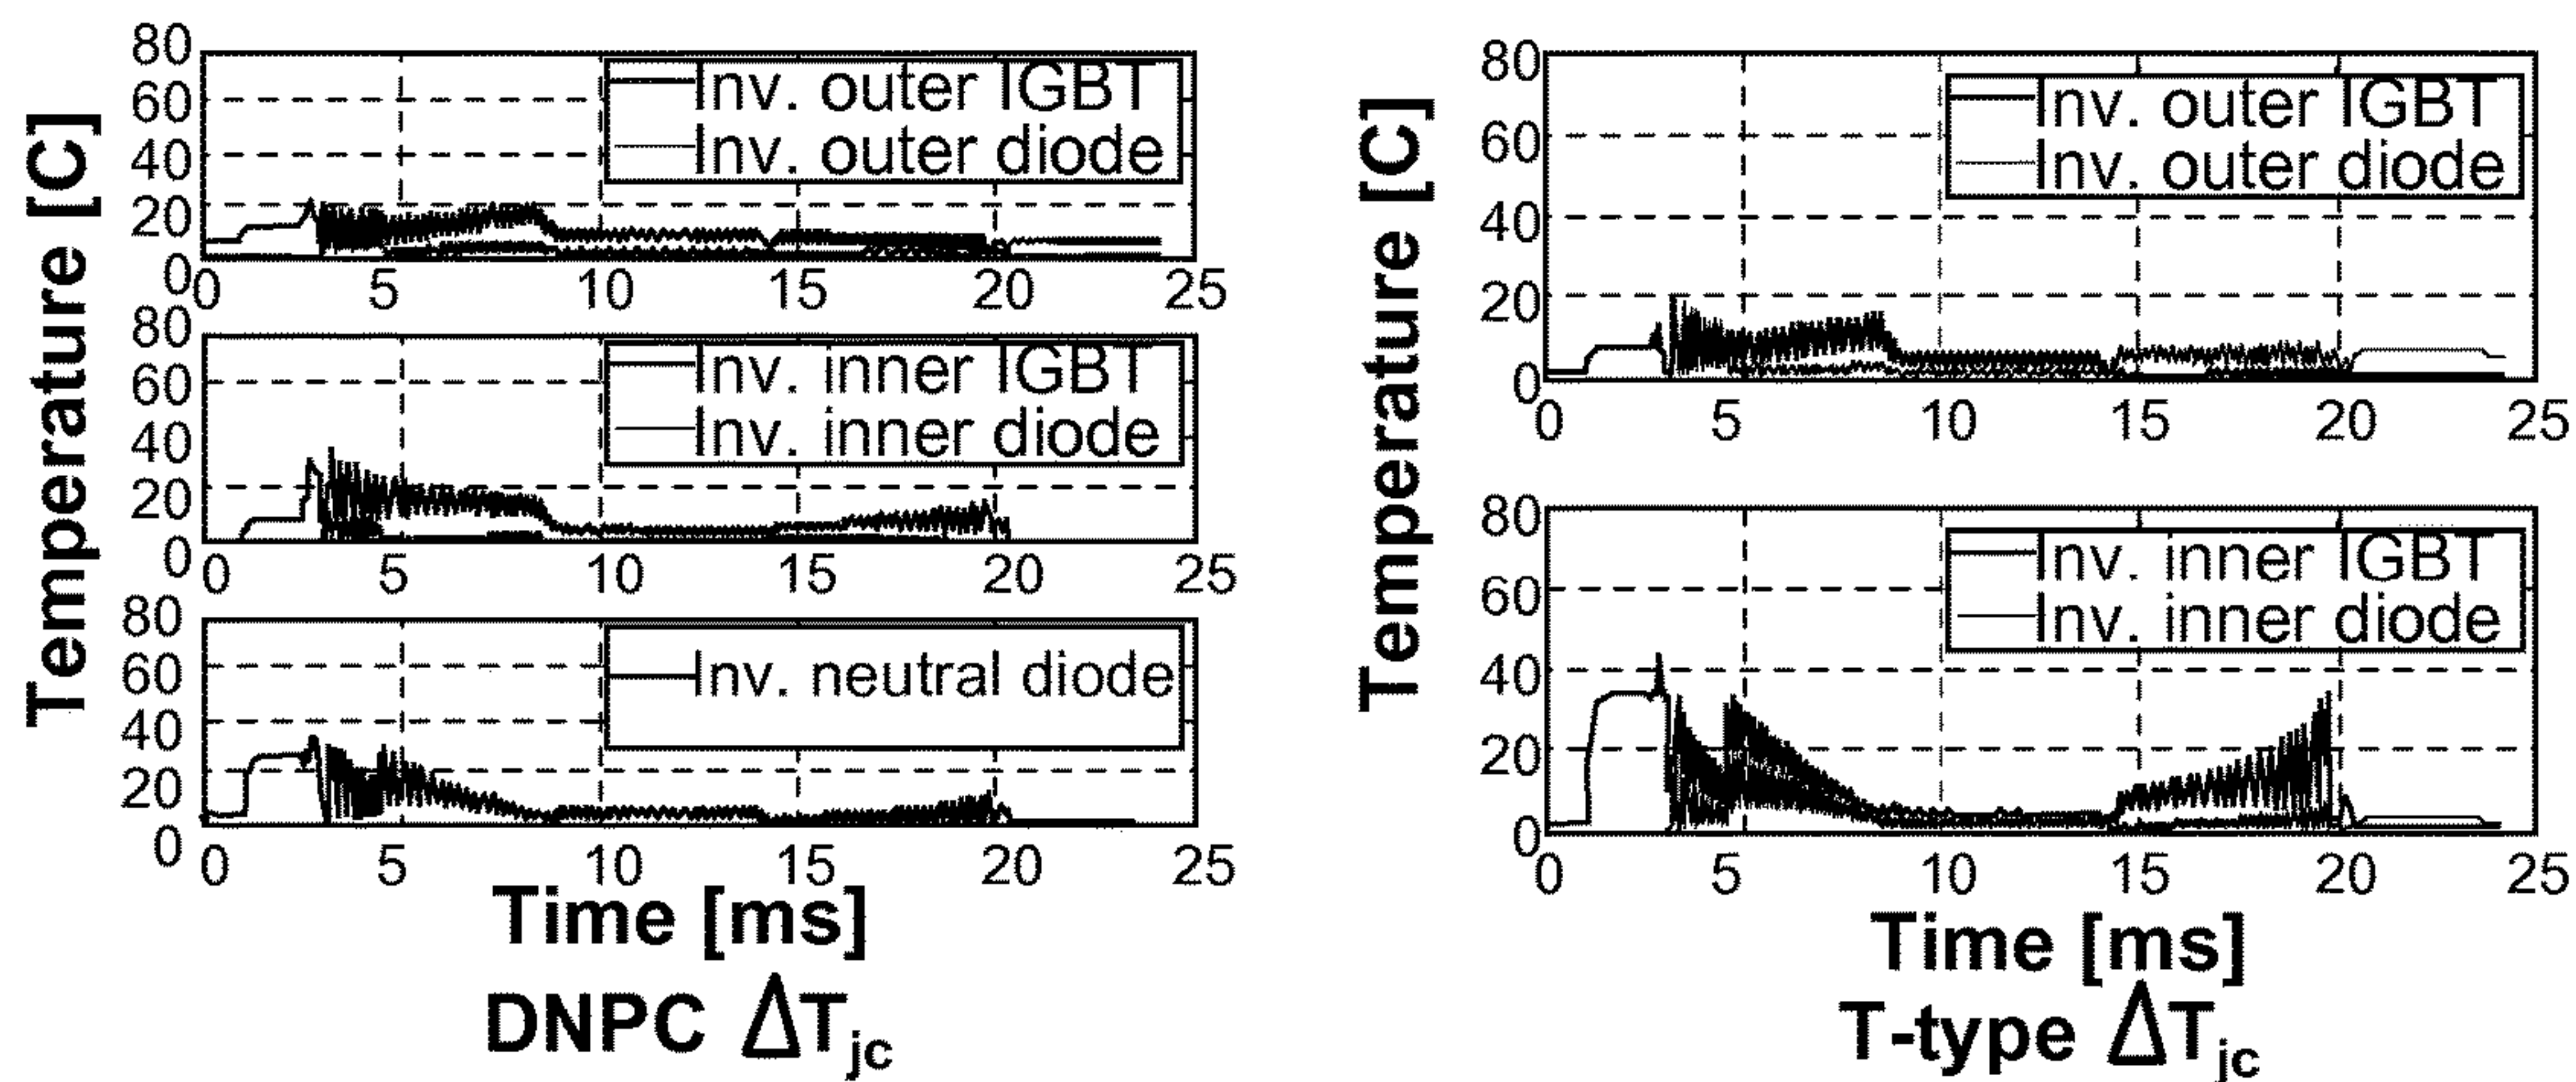 Temperature [C]
80
60
40
20
0
Inv. outer IGBT
Inv. outer diode
0 5 10 15 20 25
80
60
40
20
0
Inv. inner IGBT
Inv. inner diode
0 5 10 15 20 25
80
60
40
20
0
Inv. neutral diode
0 5 10 15 20 25
Time [ms]
DNPC ΔTjc
Temperature [C]
80
60
40
20
0
Inv. outer IGBT
Inv. outer diode
0 5 10 15 20 25
80
60
40
20
0
Inv. inner IGBT
Inv. inner diode
0 5 10 15 20 25
Time [ms]
T-type ΔTjc